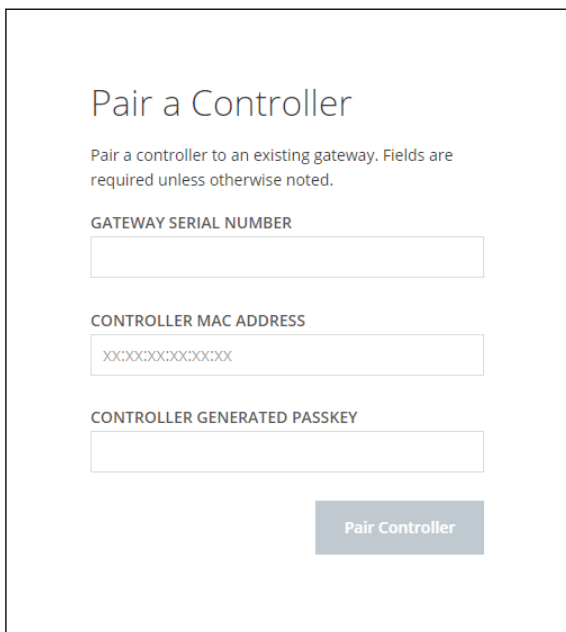 Pair a Controller
Pair a controller to an existing gateway. Fields are
required unless otherwise noted.
GATEWAY SERIAL NUMBER
CONTROLLER MAC ADDRESS
xx:xx:xx:xx:xx:xx
CONTROLLER GENERATED PASSKEY
Pair Controller